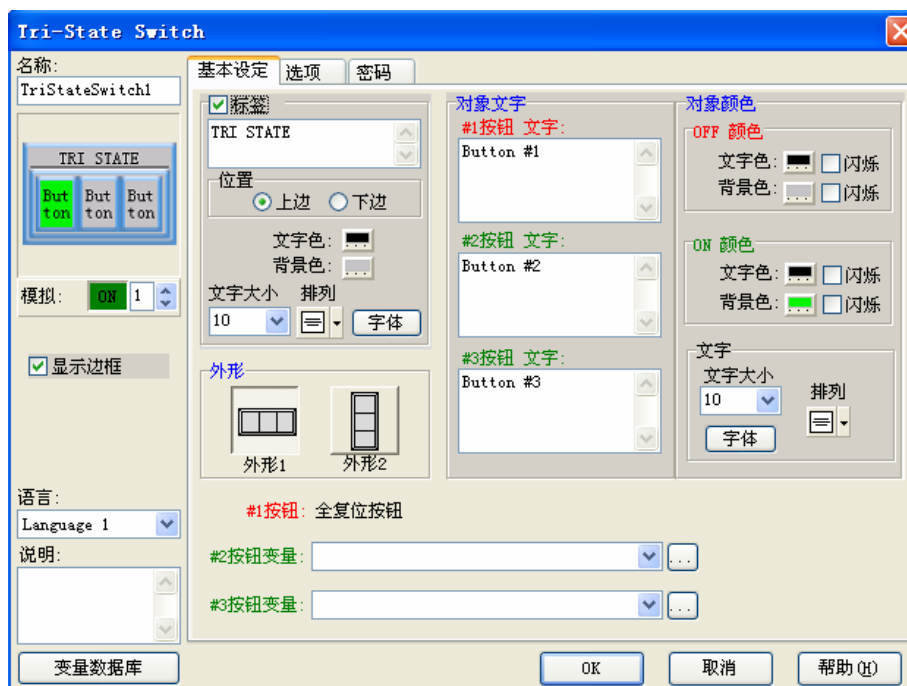 Tri-State Switch
名称:
TriStateSwitch1
TRI STATE
But
ton
But
ton
But
ton
模拟:
ON
1
显示边框
语言:
Language 1
说明:
变量数据库
基本设定
选项
密码
标签
TRI STATE
位置
上边
下边
文字色:
背景色:
文字大小
排列
10
字体
外形
外形1
外形2
对象文字
#1按钮 文字:
Button #1
#2按钮 文字:
Button #2
#3按钮 文字:
Button #3
对象颜色
OFF 颜色
文字色:
闪烁
背景色:
闪烁
ON 颜色
文字色:
闪烁
背景色:
闪烁
文字
文字大小
排列
10
字体
#1按钮: 全复位按钮
#2按钮变量:
...
#3按钮变量:
...
OK
取消
帮助(H)